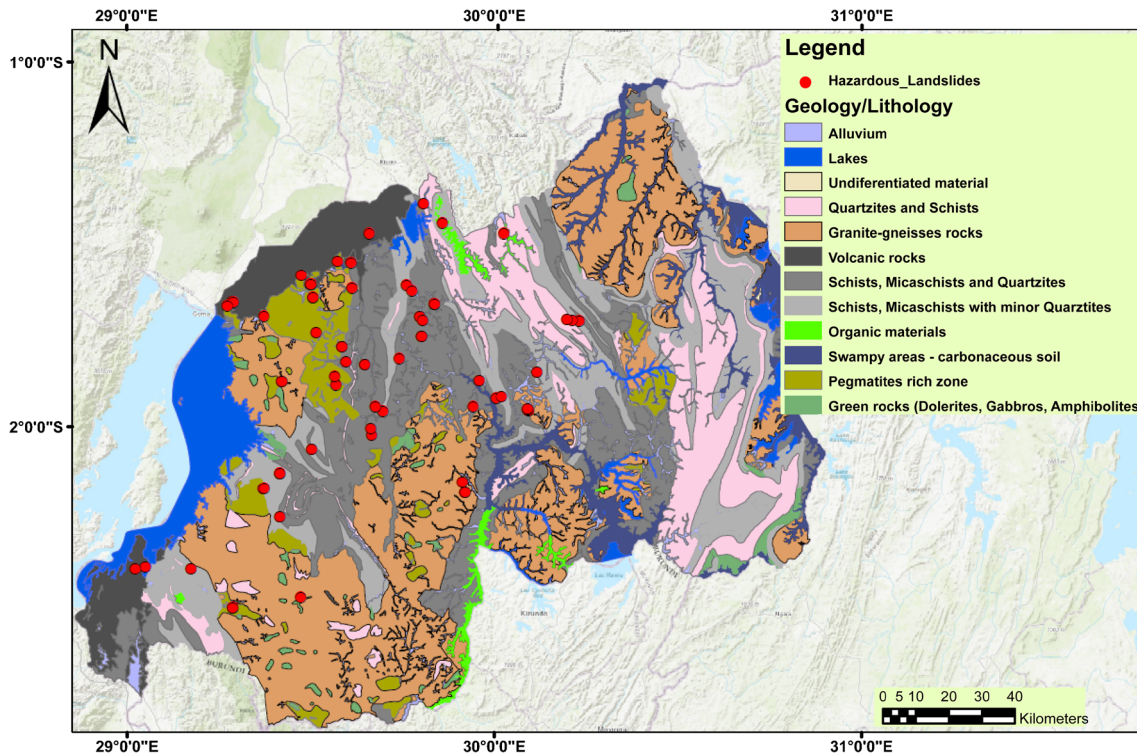 29°0'0"E 30°0'0"E 31°0'0"E
N
1°0'0"S
2°0'0"S
Legend
Hazardous_Landslides
Geology/Lithology
Alluvium
Lakes
Undiferentiated material
Quartzites and Schists
Granite-gneisses rocks
Volcanic rocks
Schists, Micaschists and Quartzites
Schists, Micaschists with minor Quarztites
Organic materials
Swampy areas - carbonaceous soil
Pegmatites rich zone
Green rocks (Dolerites, Gabbros, Amphibolites
Goma
Kirundo
BURUNDI
BURUNDI
0 5 10 20 30 40
Kilometers
29°0'0"E 30°0'0"E 31°0'0"E